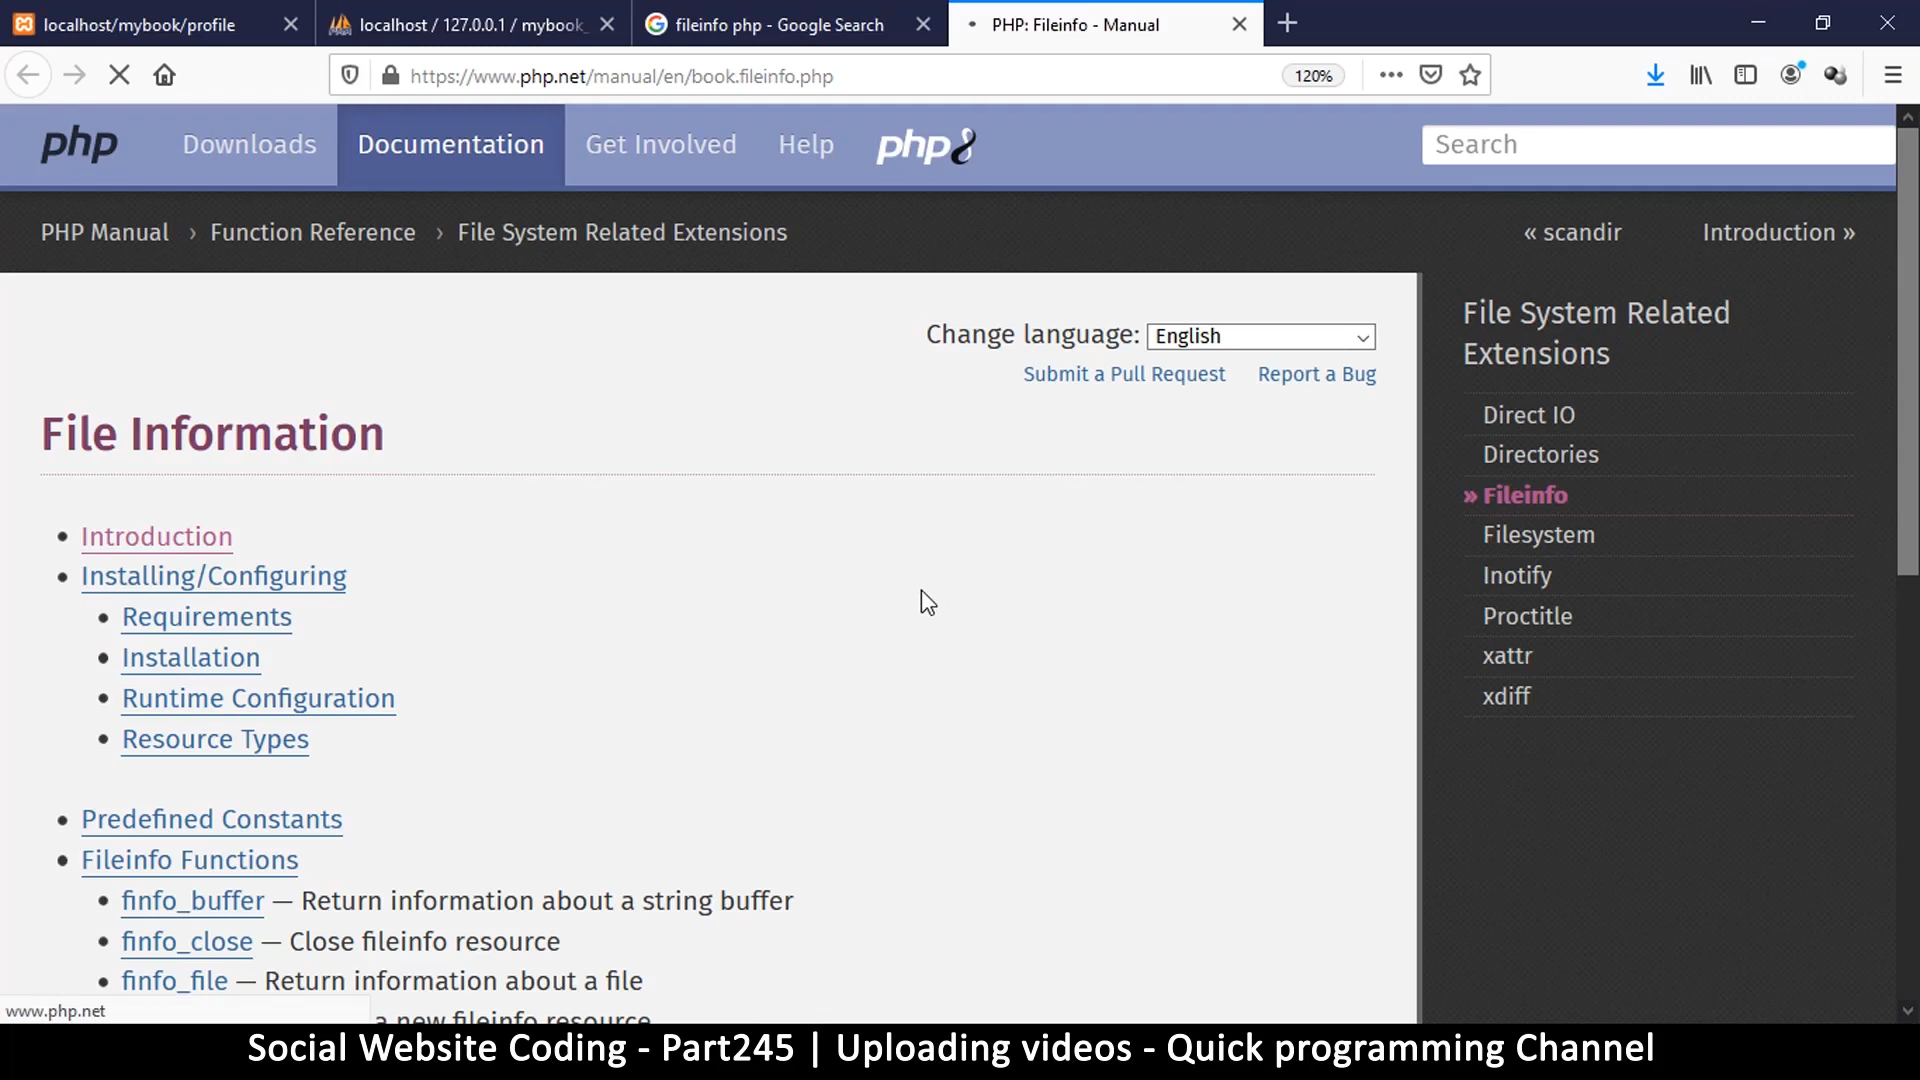 localhost/mybook/profile
localhost / 127.0.0.1 / mybook_
fileinfo php - Google Search
PHP: Fileinfo - Manual
https://www.php.net/manual/en/book.fileinfo.php
120%
php
Downloads
Documentation
Get Involved
Help
php8
Search
PHP Manual › Function Reference › File System Related Extensions
« scandir
Introduction »
Change language: English
Submit a Pull Request
Report a Bug
File Information
Introduction
Installing/Configuring
Requirements
Installation
Runtime Configuration
Resource Types
Predefined Constants
Fileinfo Functions
finfo_buffer — Return information about a string buffer
finfo_close — Close fileinfo resource
finfo_file — Return information about a file
a new fileinfo resource
File System Related
Extensions
Direct IO
Directories
» Fileinfo
Filesystem
Inotify
Proctitle
xattr
xdiff
www.php.net
Social Website Coding - Part245 | Uploading videos - Quick programming Channel